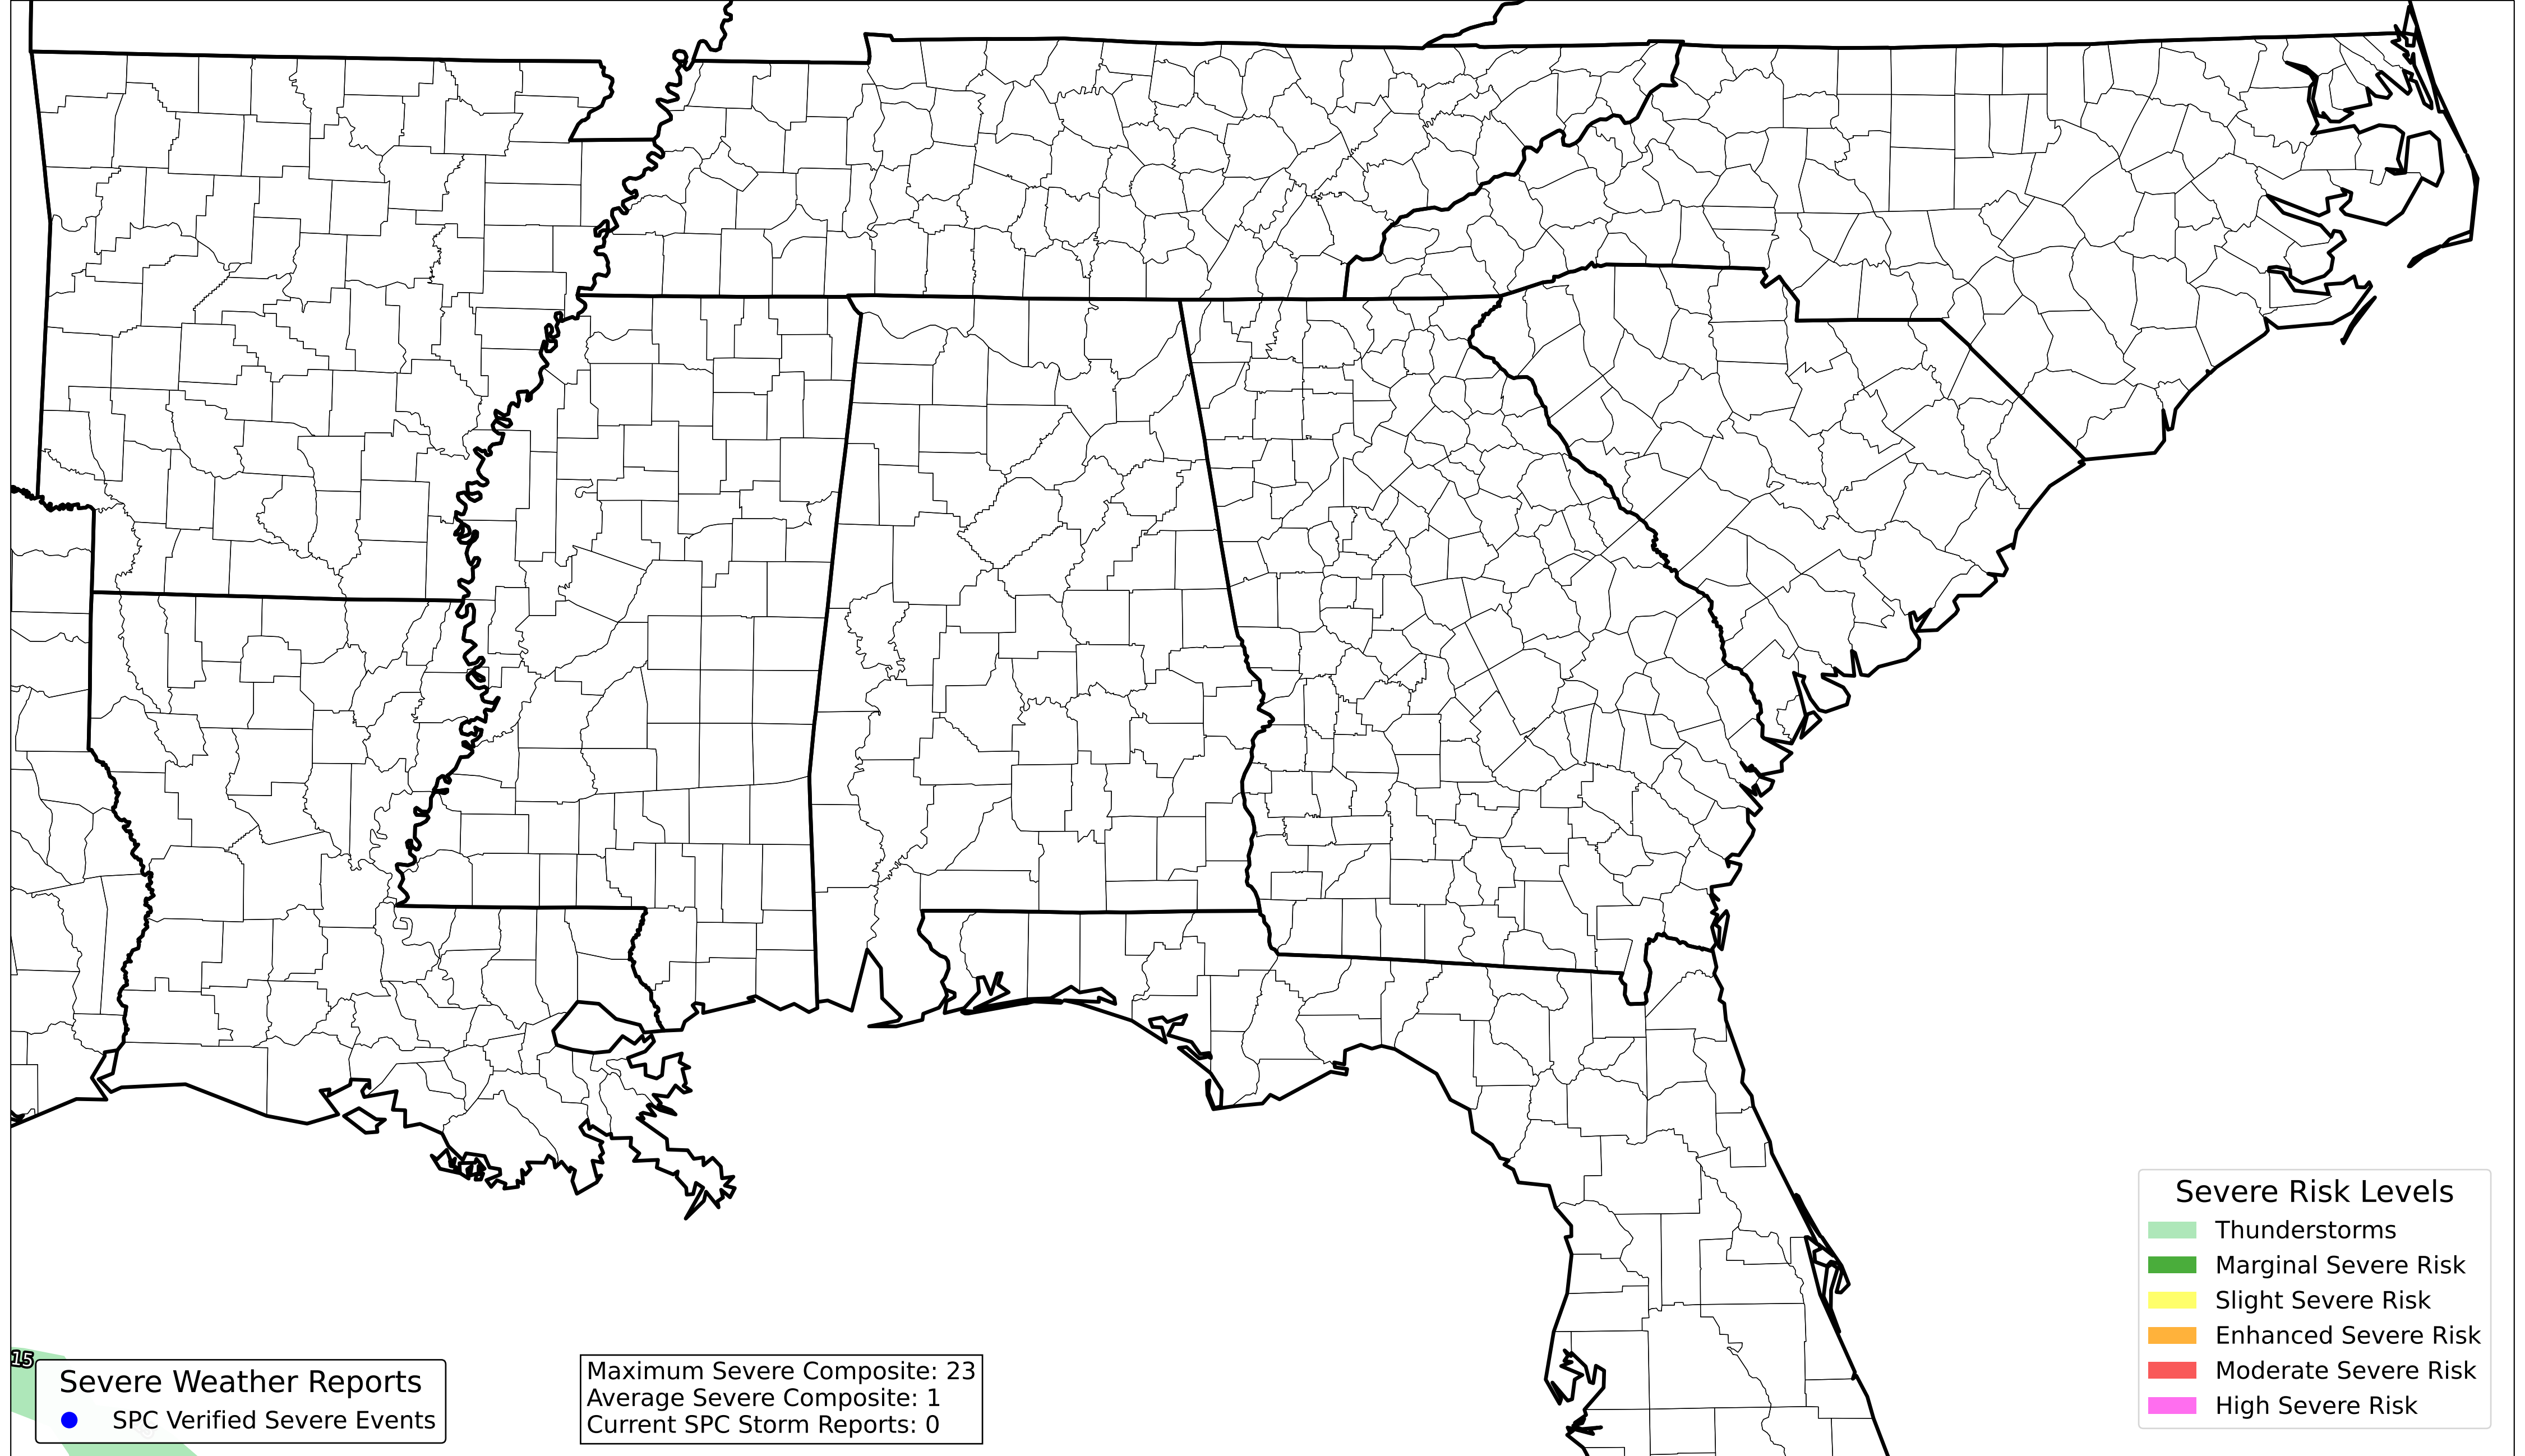 15
Severe Weather Reports
SPC Verified Severe Events
Maximum Severe Composite: 23
Average Severe Composite: 1
Current SPC Storm Reports: 0
Severe Risk Levels
Thunderstorms
Marginal Severe Risk
Slight Severe Risk
Enhanced Severe Risk
Moderate Severe Risk
High Severe Risk